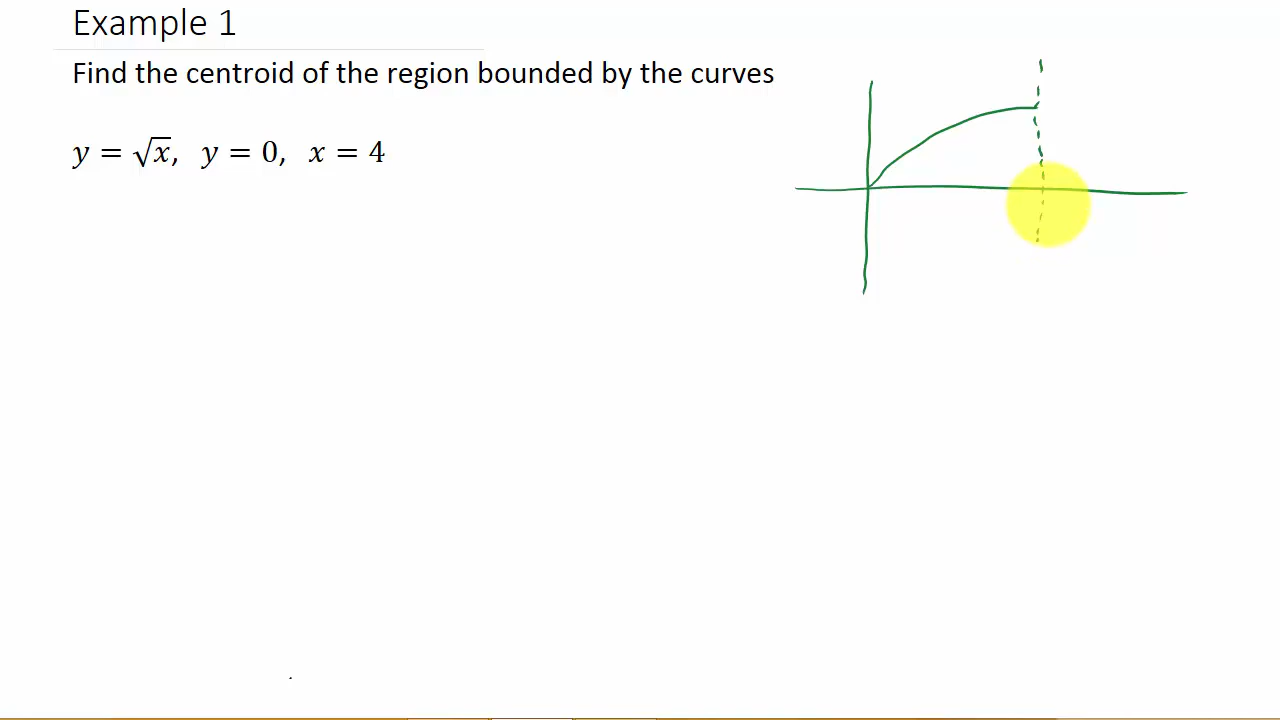 Example 1
Find the centroid of the region bounded by the curves
y = √x, y = 0, x = 4